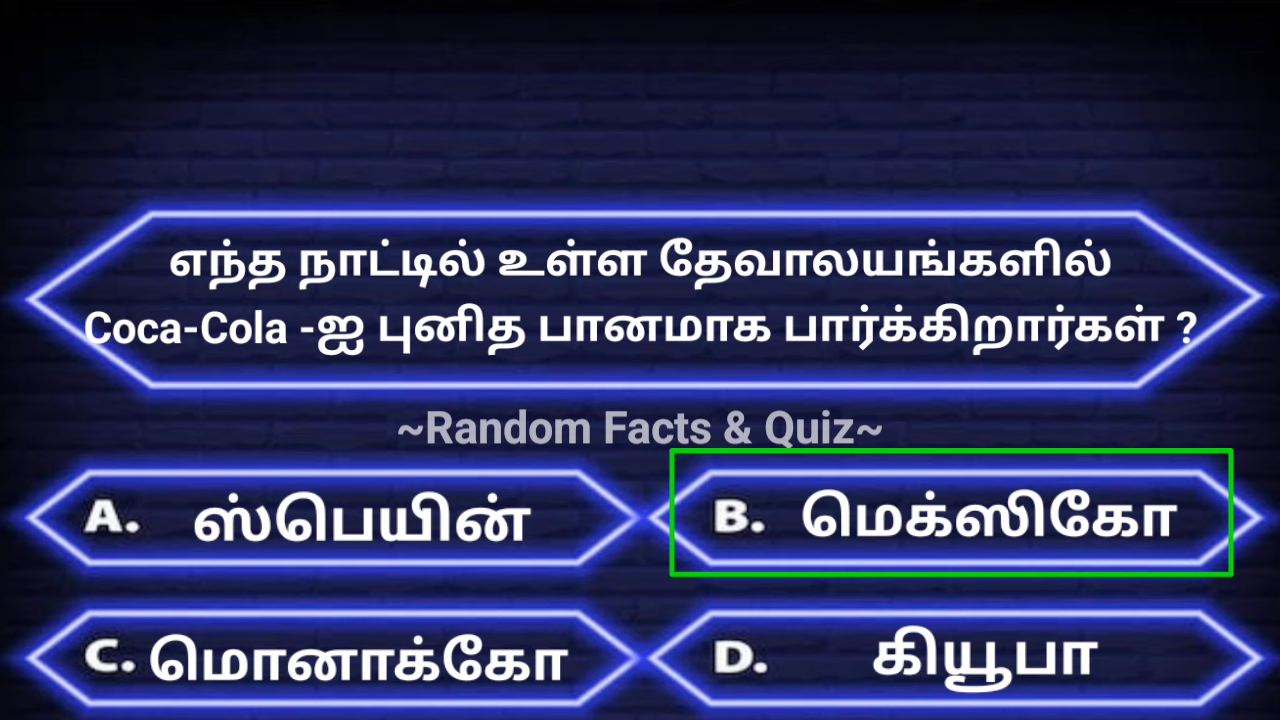 எந்த நாட்டில் உள்ள தேவாலயங்களில்
Coca-Cola -ஐ புனித பானமாக பார்க்கிறார்கள் ?
~Random Facts & Quiz~
A. ஸ்பெயின்
B. மெக்ஸிகோ
C. மொனாக்கோ
D. கியூபா